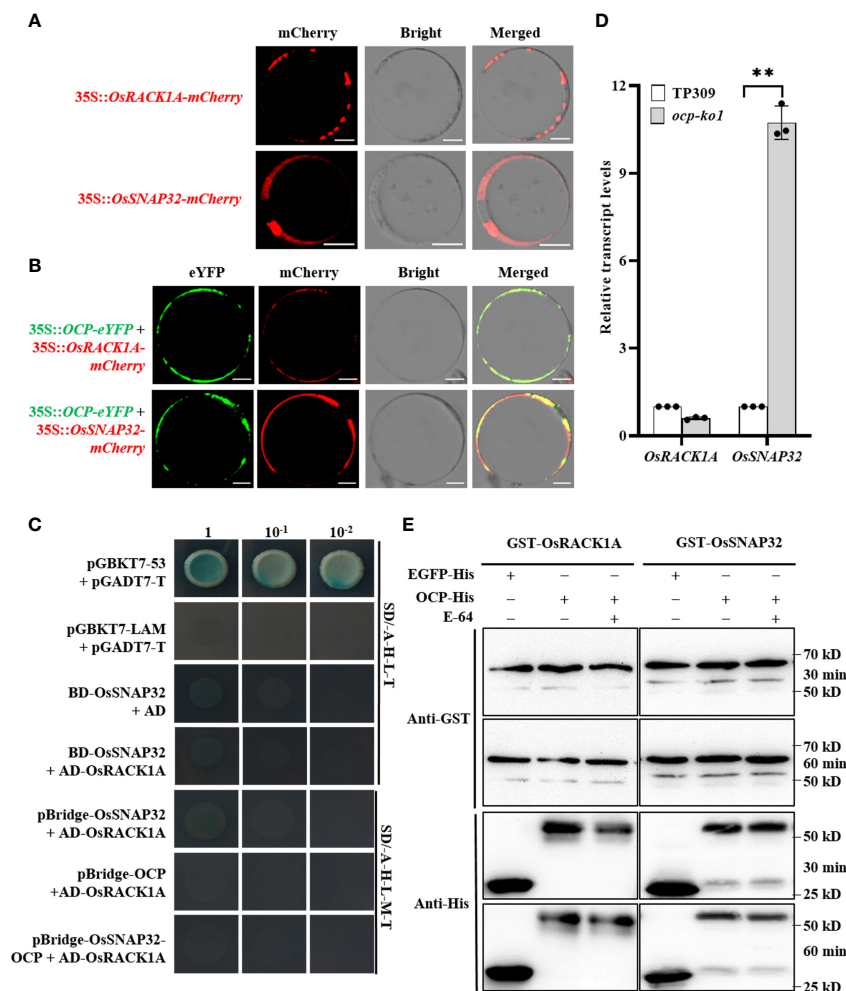 A
mCherry Bright Merged
35S::OsRACK1A-mCherry
35S::OsSNAP32-mCherry
B
eYFP mCherry Bright Merged
35S::OCP-eYFP +
35S::OsRACK1A-
mCherry
35S::OCP-eYFP +
35S::OsSNAP32-
mCherry
D
Relative transcript levels
12
9
6
3
0
TP309
ocp-ko1
**
OsRACK1A OsSNAP32
C
1 10-1 10-2
pGBKT7-53
+ pGADT7-T
pGBKT7-LAM
+ pGADT7-T
BD-OsSNAP32
+ AD
BD-OsSNAP32
+ AD-OsRACK1A
pBridge-OsSNAP32
+ AD-OsRACK1A
pBridge-OCP
+AD-OsRACK1A
pBridge-OsSNAP32-
OCP + AD-OsRACK1A
SD/-A-H-L-T
SD/-A-H-L-M-T
E
GST-OsRACK1A GST-OsSNAP32
EGFP-His + − − + − −
OCP-His − + + − + +
E-64 − − + − − +
Anti-GST
70 kD
30 min
50 kD
70 kD
60 min
50 kD
Anti-His
50 kD
30 min
25 kD
50 kD
60 min
25 kD